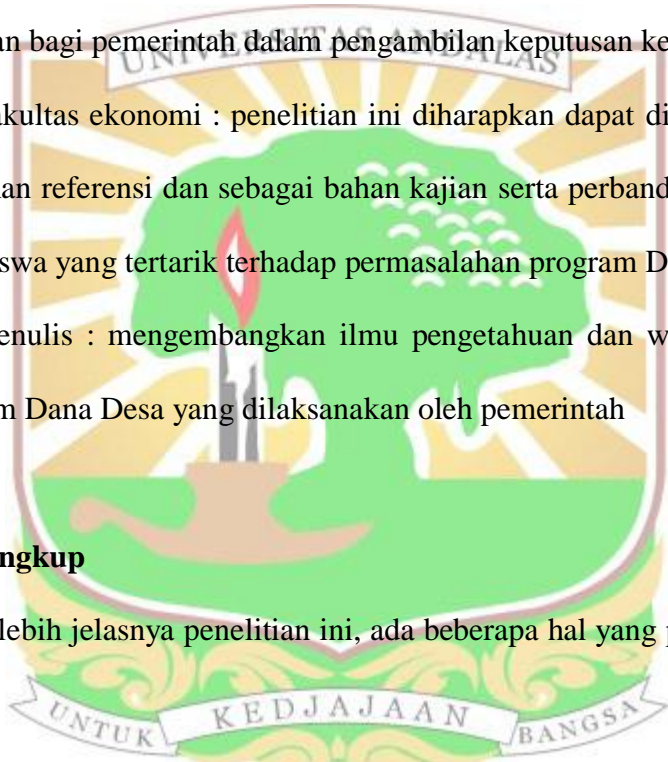 an bagi pemerintah dalam pengambilan keputusan ke
UNIVERSITAS ANDALAS
akultas ekonomi : penelitian ini diharapkan dapat di
an referensi dan sebagai bahan kajian serta perband
swa yang tertarik terhadap permasalahan program D
enulis : mengembangkan ilmu pengetahuan dan w
m Dana Desa yang dilaksanakan oleh pemerintah
ngkup
lebih jelasnya penelitian ini, ada beberapa hal yang p
UNTUK KEDJAJAAN BANGSA